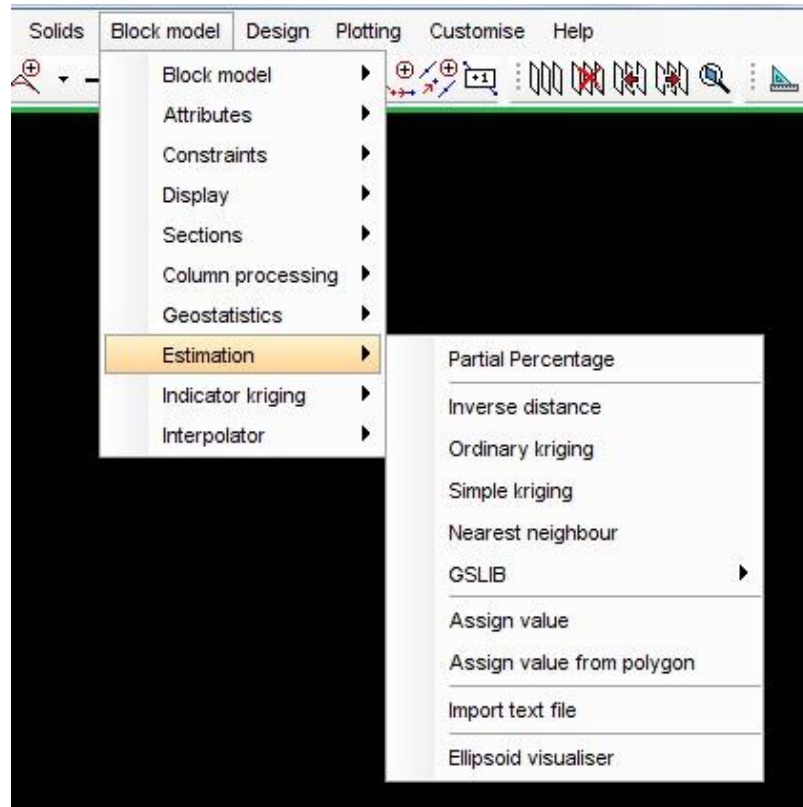 Solids Block model Design Plotting Customise Help
+1
Block model
Attributes
Constraints
Display
Sections
Column processing
Geostatistics
Estimation
Indicator kriging
Interpolator
Partial Percentage
Inverse distance
Ordinary kriging
Simple kriging
Nearest neighbour
GSLIB
Assign value
Assign value from polygon
Import text file
Ellipsoid visualiser